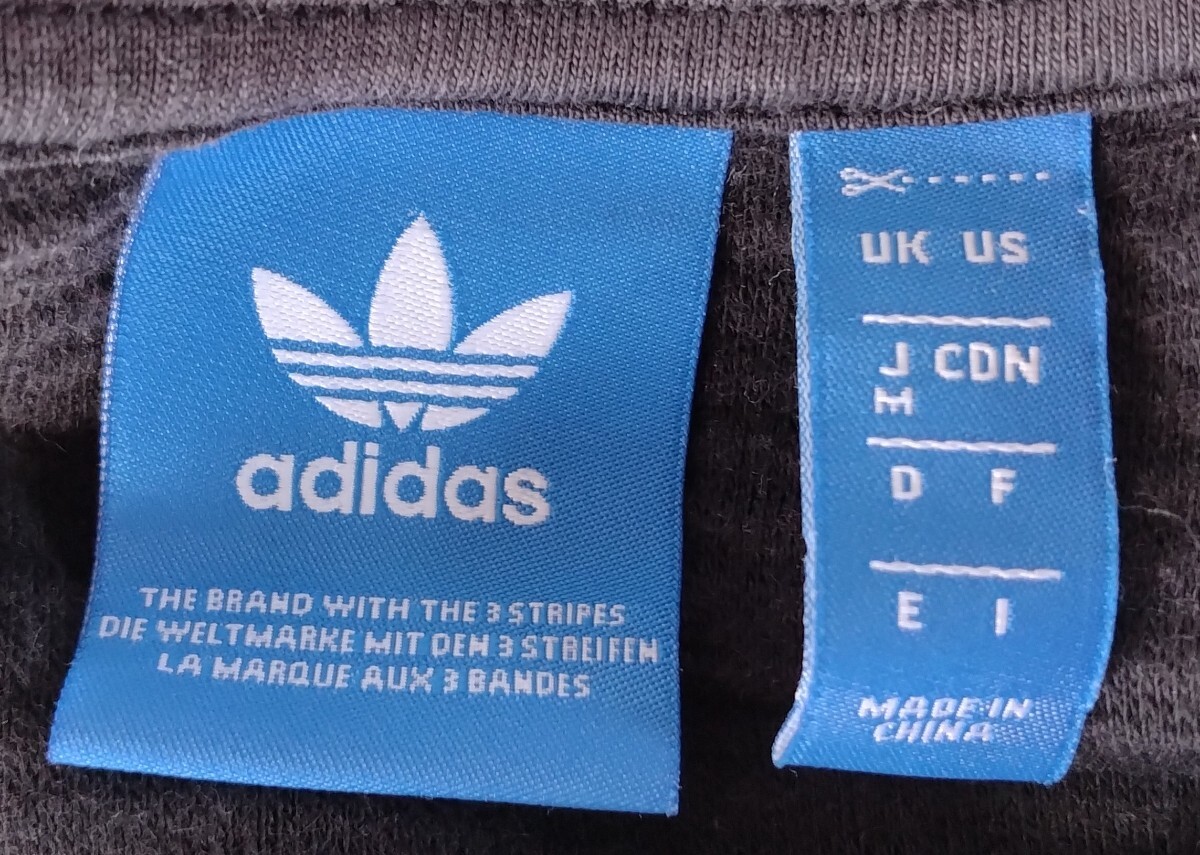 adidas
THE BRAND WITH THE 3 STRIPES
DIE WELTMARKE MIT DEN 3 STREIFEN
LA MARQUE AUX 3 BANDES
UK US
J CDN
M
D F
E I
MADE IN
CHINA